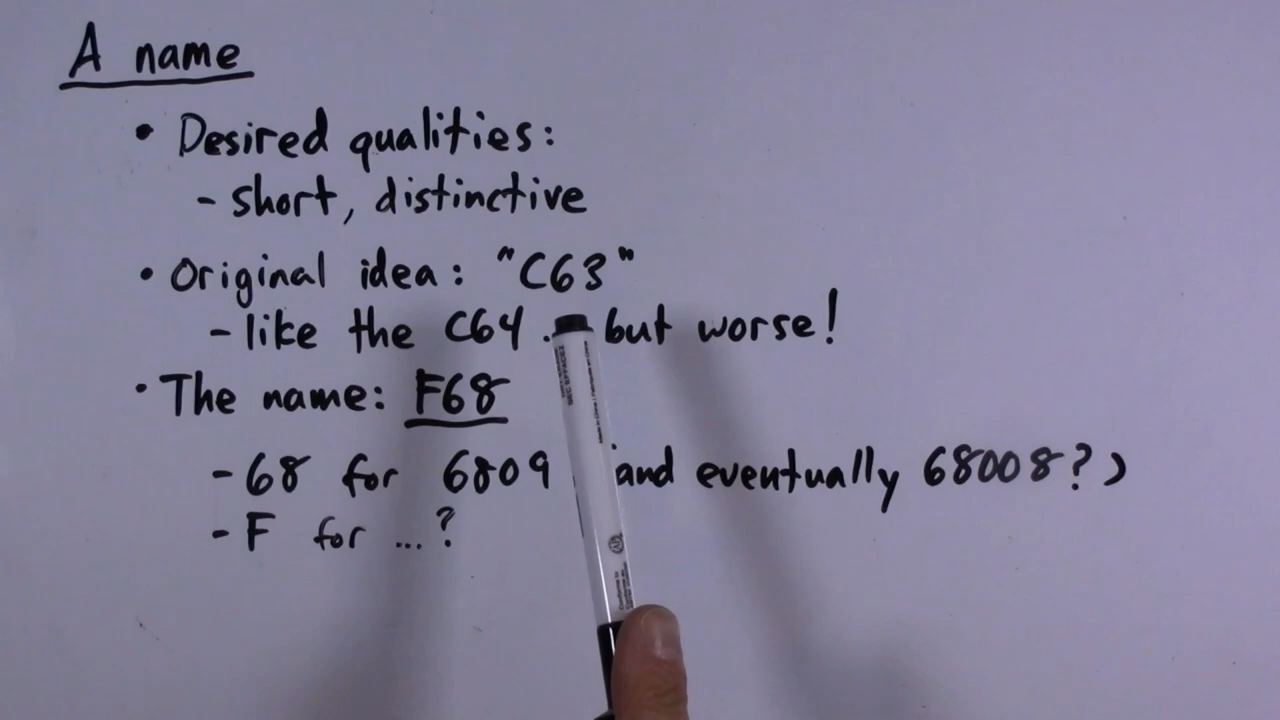 A name
• Desired qualities:
- short, distinctive
• Original idea: "C63"
- like the C64 . but worse!
• The name: F68
- 68 for 6809 and eventually 68008?)
- F for ...?